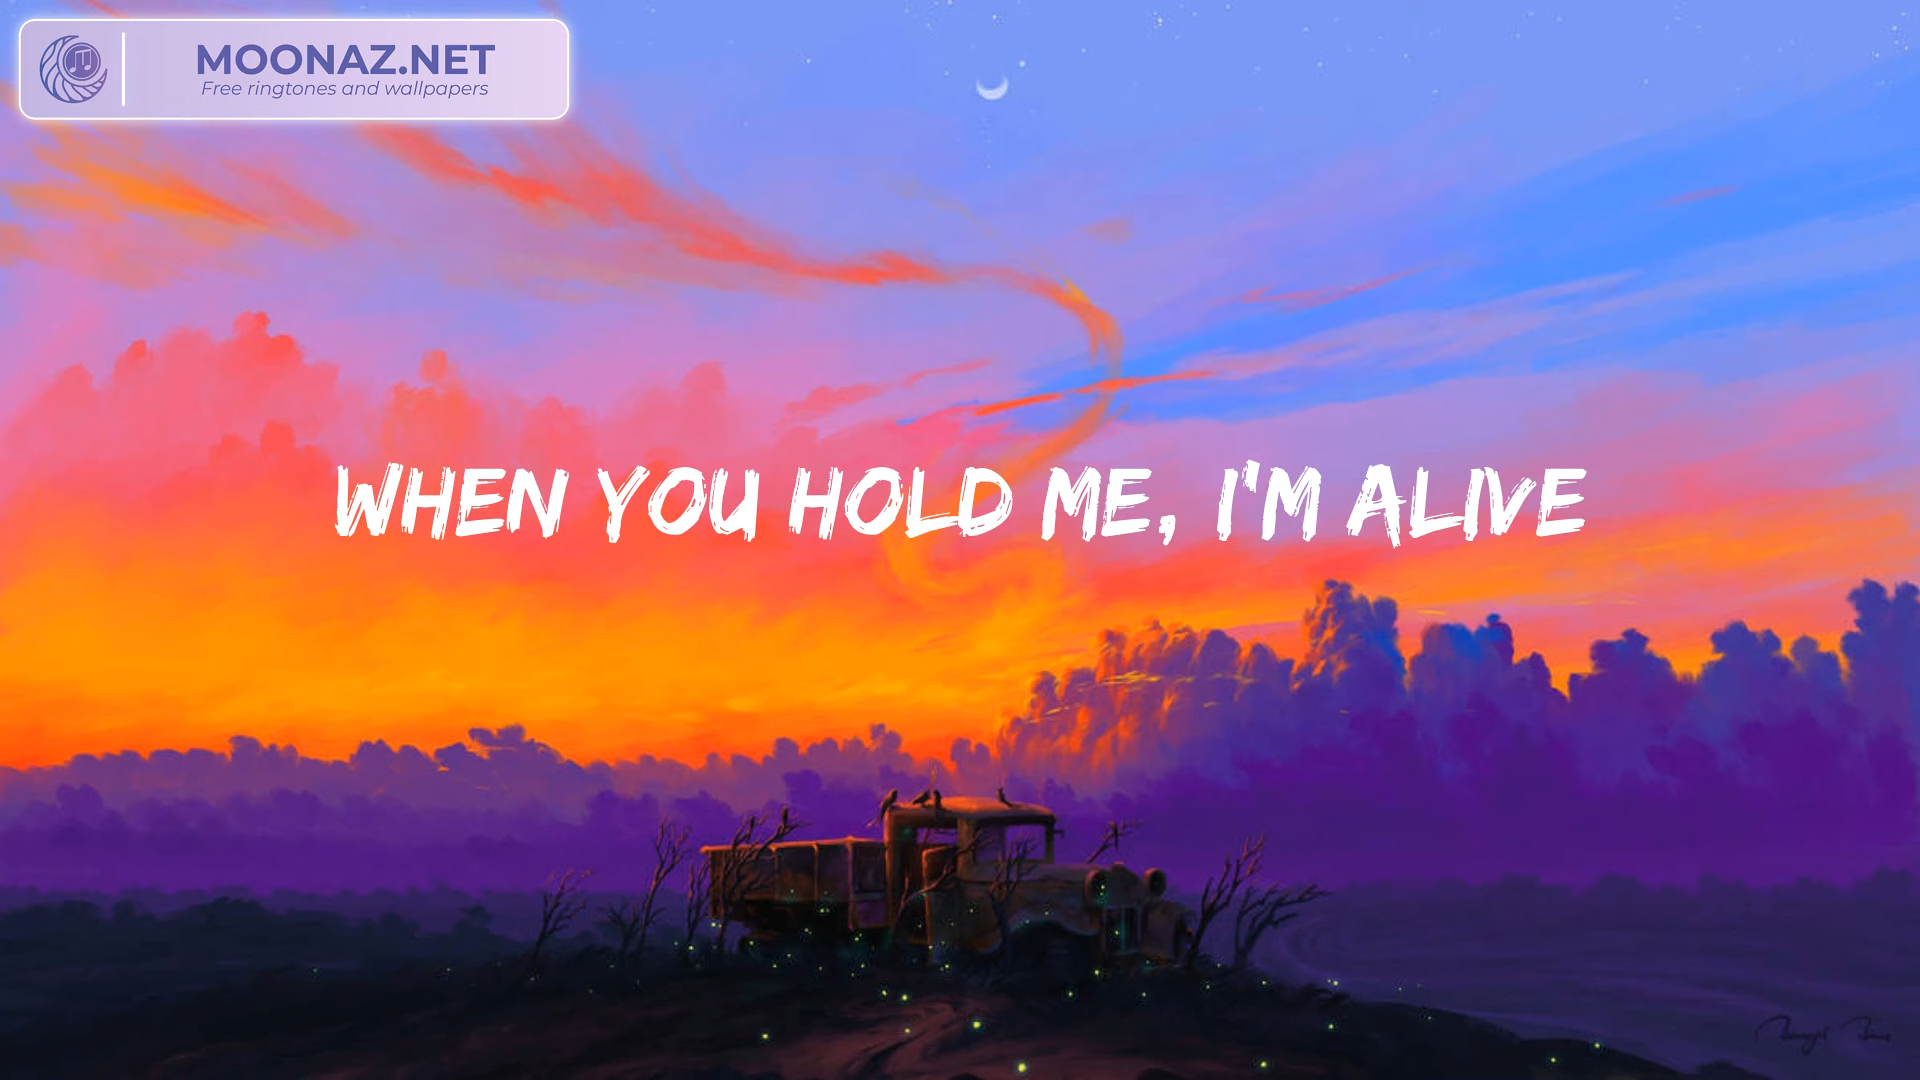 MOONAZ.NET
Free ringtones and wallpapers
WHEN YOU HOLD ME, I'M ALIVE